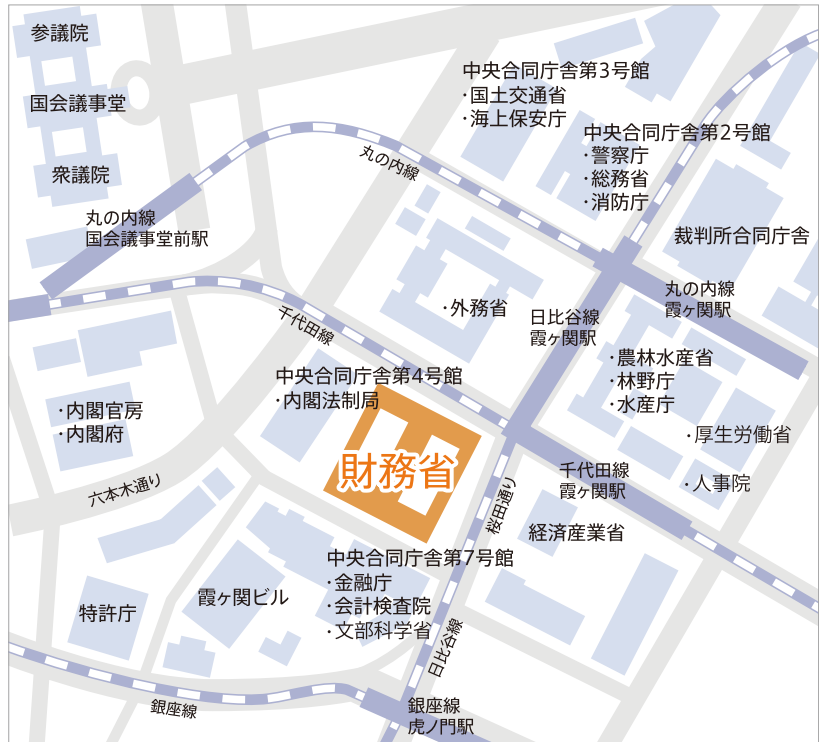 参議院
国会議事堂
衆議院
丸の内線
国会議事堂前駅
丸の内線
中央合同庁舎第3号館
・国土交通省
・海上保安庁
中央合同庁舎第2号館
・警察庁
・総務省
・消防庁
裁判所合同庁舎
丸の内線
霞ヶ関駅
・外務省
日比谷線
霞ヶ関駅
千代田線
・農林水産省
・林野庁
・水産庁
・厚生労働省
・人事院
中央合同庁舎第4号館
・内閣法制局
・内閣官房
・内閣府
財務省
六本木通り
千代田線
霞ヶ関駅
桜田通り
経済産業省
中央合同庁舎第7号館
・金融庁
・会計検査院
・文部科学省
霞ヶ関ビル
特許庁
日比谷線
銀座線
銀座線
虎ノ門駅